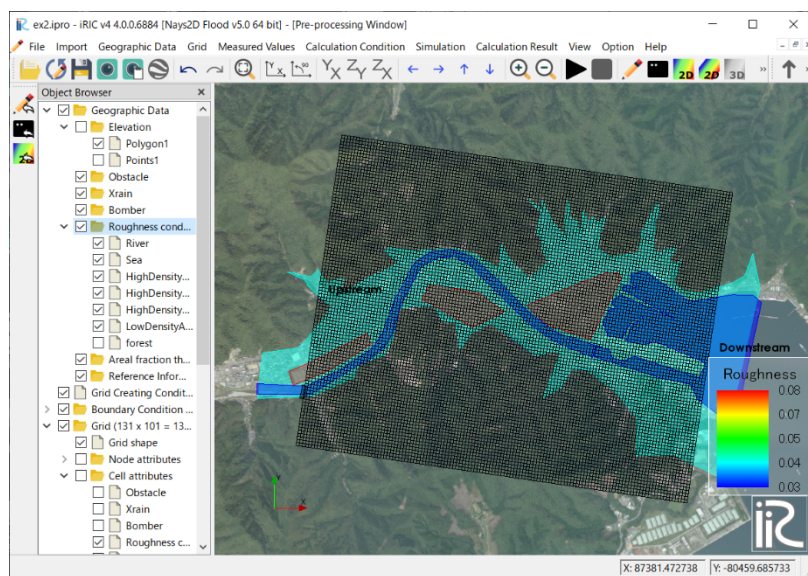 ex2.ipro - iRIC v4 4.0.0.6884 [Nays2D Flood v5.0 64 bit] - [Pre-processing Window]
File Import Geographic Data Grid Measured Values Calculation Condition Simulation Calculation Result View Option Help
2D 2D 3D
Object Browser
Geographic Data
Elevation
Polygon1
Points1
Obstacle
Xrain
Bomber
Roughness cond...
River
Sea
HighDensity...
HighDensity...
HighDensity...
LowDensityA...
forest
Areal fraction th...
Reference Infor...
Grid Creating Condit...
Boundary Condition ...
Grid (131 x 101 = 13...
Grid shape
Node attributes
Cell attributes
Obstacle
Xrain
Bomber
Roughness c...
Upstream
Downstream
Roughness
0.08
0.07
0.05
0.04
0.03
Y
X
iRIC
X: 87381.472738 Y: -80459.685733